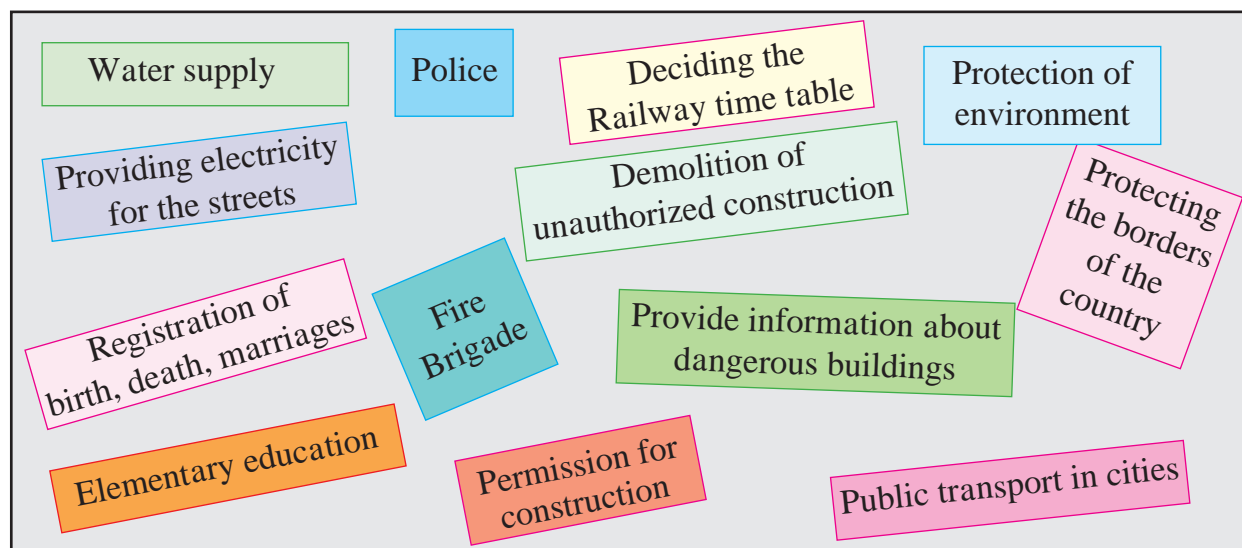 Water supply
Police
Deciding the
Railway time table
Protection of
environment
Providing electricity
for the streets
Demolition of
unauthorized construction
Protecting
the borders
of the
country
Registration of
birth, death, marriages
Fire
Brigade
Provide information about
dangerous buildings
Elementary education
Permission for
construction
Public transport in cities